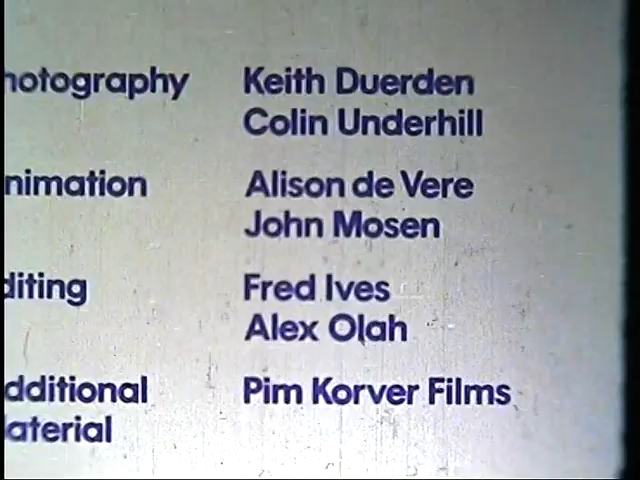 hotography Keith Duerden
Colin Underhill
nimation Alison de Vere
John Mosen
diting Fred Ives
Alex Olah
dditional Pim Korver Films
aterial